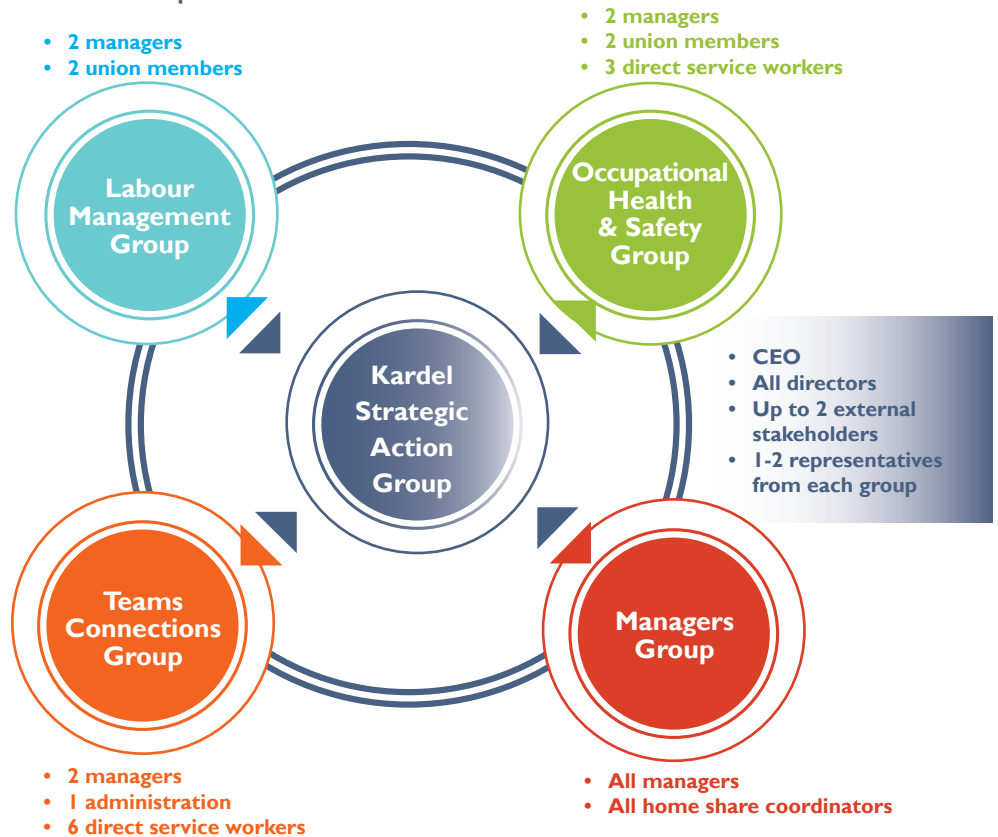 • 2 managers
• 2 union members
• 2 managers
• 2 union members
• 3 direct service workers
Labour
Management
Group
Occupational
Health
& Safety
Group
Kardel
Strategic
Action
Group
• CEO
• All directors
• Up to 2 external
stakeholders
• 1-2 representatives
from each group
Teams
Connections
Group
Managers
Group
• 2 managers
• 1 administration
• 6 direct service workers
• All managers
• All home share coordinators